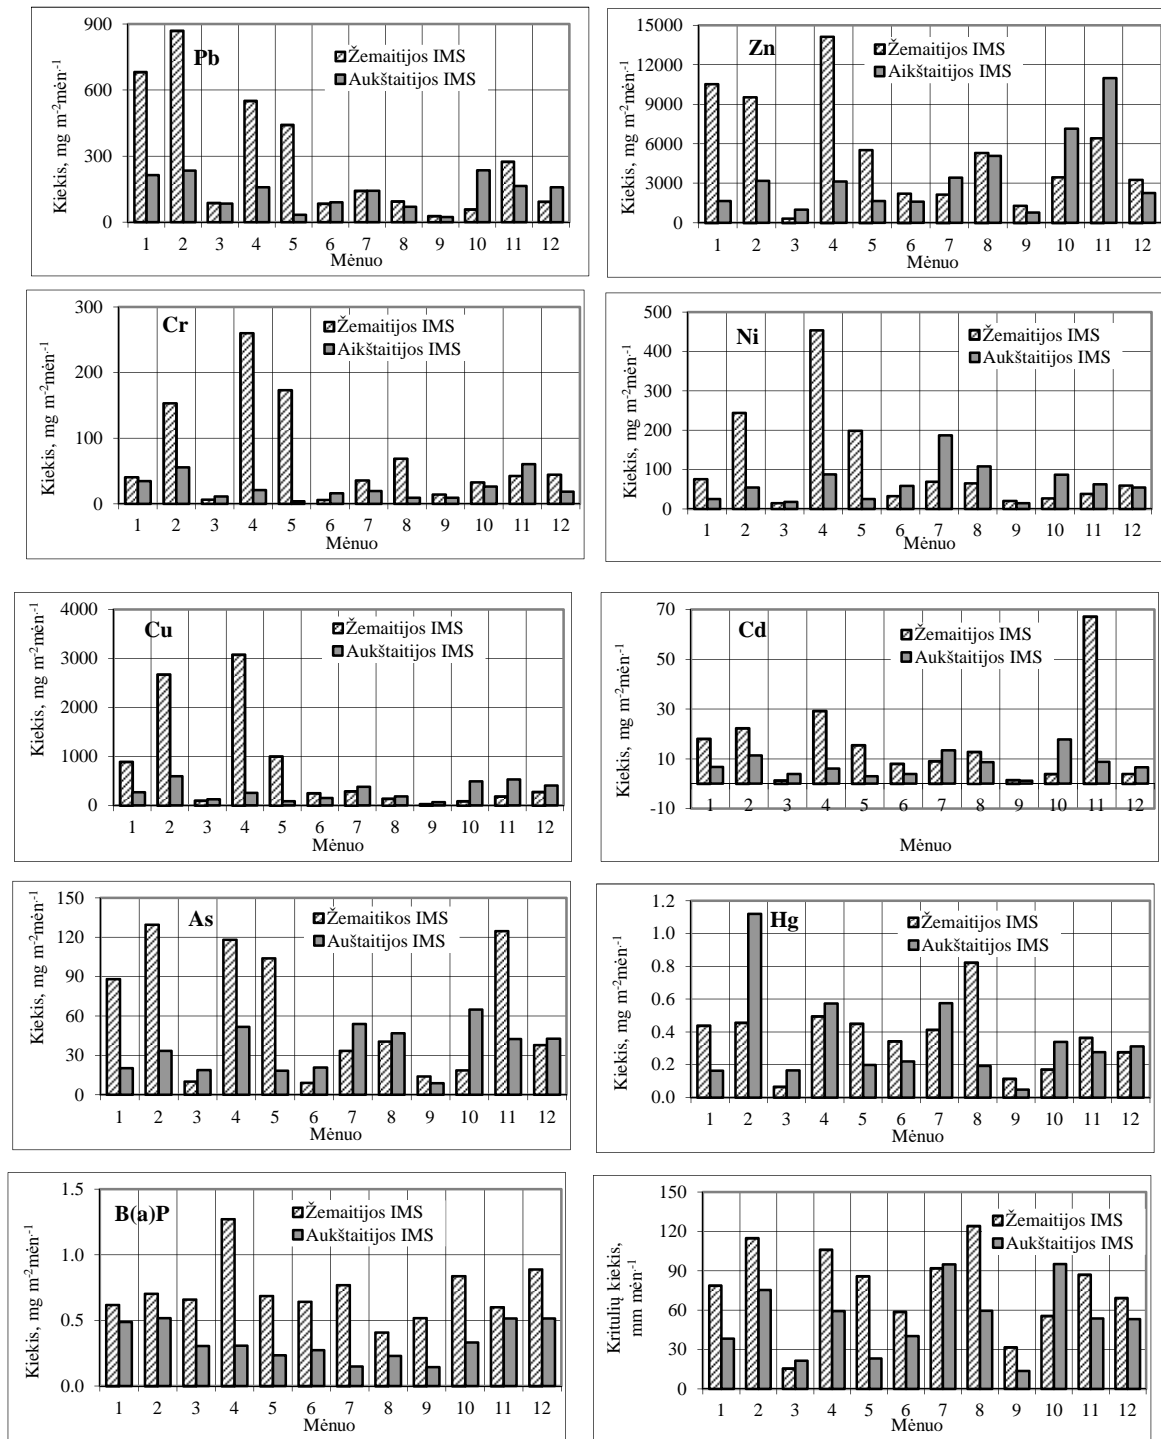 Pb
Žemaitijos IMS
Aukštaitijos IMS
Kiekis, mg m-2mėn-1
900
600
300
0
1 2 3 4 5 6 7 8 9 10 11 12
Mėnuo
Zn
Žemaitijos IMS
Aikštaitijos IMS
Kiekis, mg m-2mėn-1
15000
12000
9000
6000
3000
0
1 2 3 4 5 6 7 8 9 10 11 12
Mėnuo
Cr
Žemaitijos IMS
Aikštaitijos IMS
Kiekis, mg m-2mėn-1
300
200
100
0
1 2 3 4 5 6 7 8 9 10 11 12
Mėnuo
Ni
Žemaitijos IMS
Aukštaitijos IMS
Kiekis, mg m-2mėn-1
500
400
300
200
100
0
1 2 3 4 5 6 7 8 9 10 11 12
Mėnuo
Cu
Žemaitijos IMS
Aukštaitijos IMS
Kiekis, mg m-2mėn-1
4000
3000
2000
1000
0
1 2 3 4 5 6 7 8 9 10 11 12
Mėnuo
Cd
Žemaitijos IMS
Aukštaitijos IMS
Kiekis, mg m-2mėn-1
70
50
30
10
-10
1 2 3 4 5 6 7 8 9 10 11 12
Mėnuo
As
Žemaitikos IMS
Auštaitijos IMS
Kiekis, mg m-2mėn-1
150
120
90
60
30
0
1 2 3 4 5 6 7 8 9 10 11 12
Mėnuo
Hg
Žemaitijos IMS
Aukštaitijos IMS
Kiekis, mg m-2mėn-1
1.2
1.0
0.8
0.6
0.4
0.2
0.0
1 2 3 4 5 6 7 8 9 10 11 12
Mėnuo
B(a)P
Žemaitijos IMS
Aukštaitijos IMS
Kiekis, mg m-2mėn-1
1.5
1.0
0.5
0.0
1 2 3 4 5 6 7 8 9 10 11 12
Mėnuo
Žemaitijos IMS
Aukštaitijos IMS
Kritulių kiekis,
mm mėn-1
150
120
90
60
30
0
1 2 3 4 5 6 7 8 9 10 11 12
Mėnuo